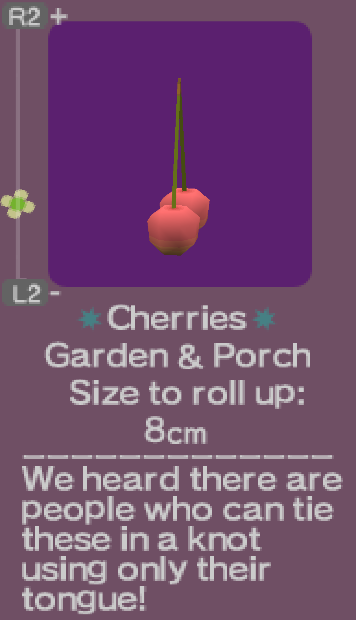 R2 +
L2 -
Cherries
Garden & Porch
Size to roll up:
8cm
We heard there are
people who can tie
these in a knot
using only their
tongue!